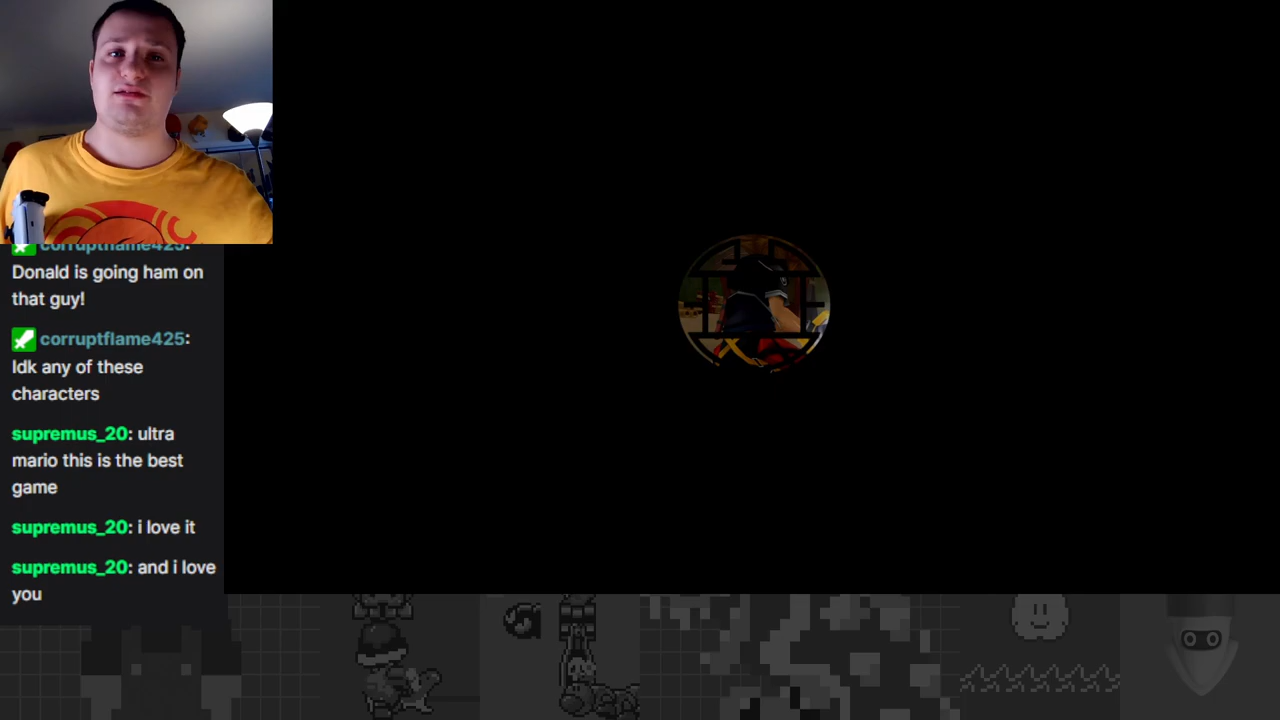 corruptflame425:
Donald is going ham on
that guy!
corruptflame425:
Idk any of these
characters
supremus_20: ultra
mario this is the best
game
supremus_20: i love it
supremus_20: and i love
you